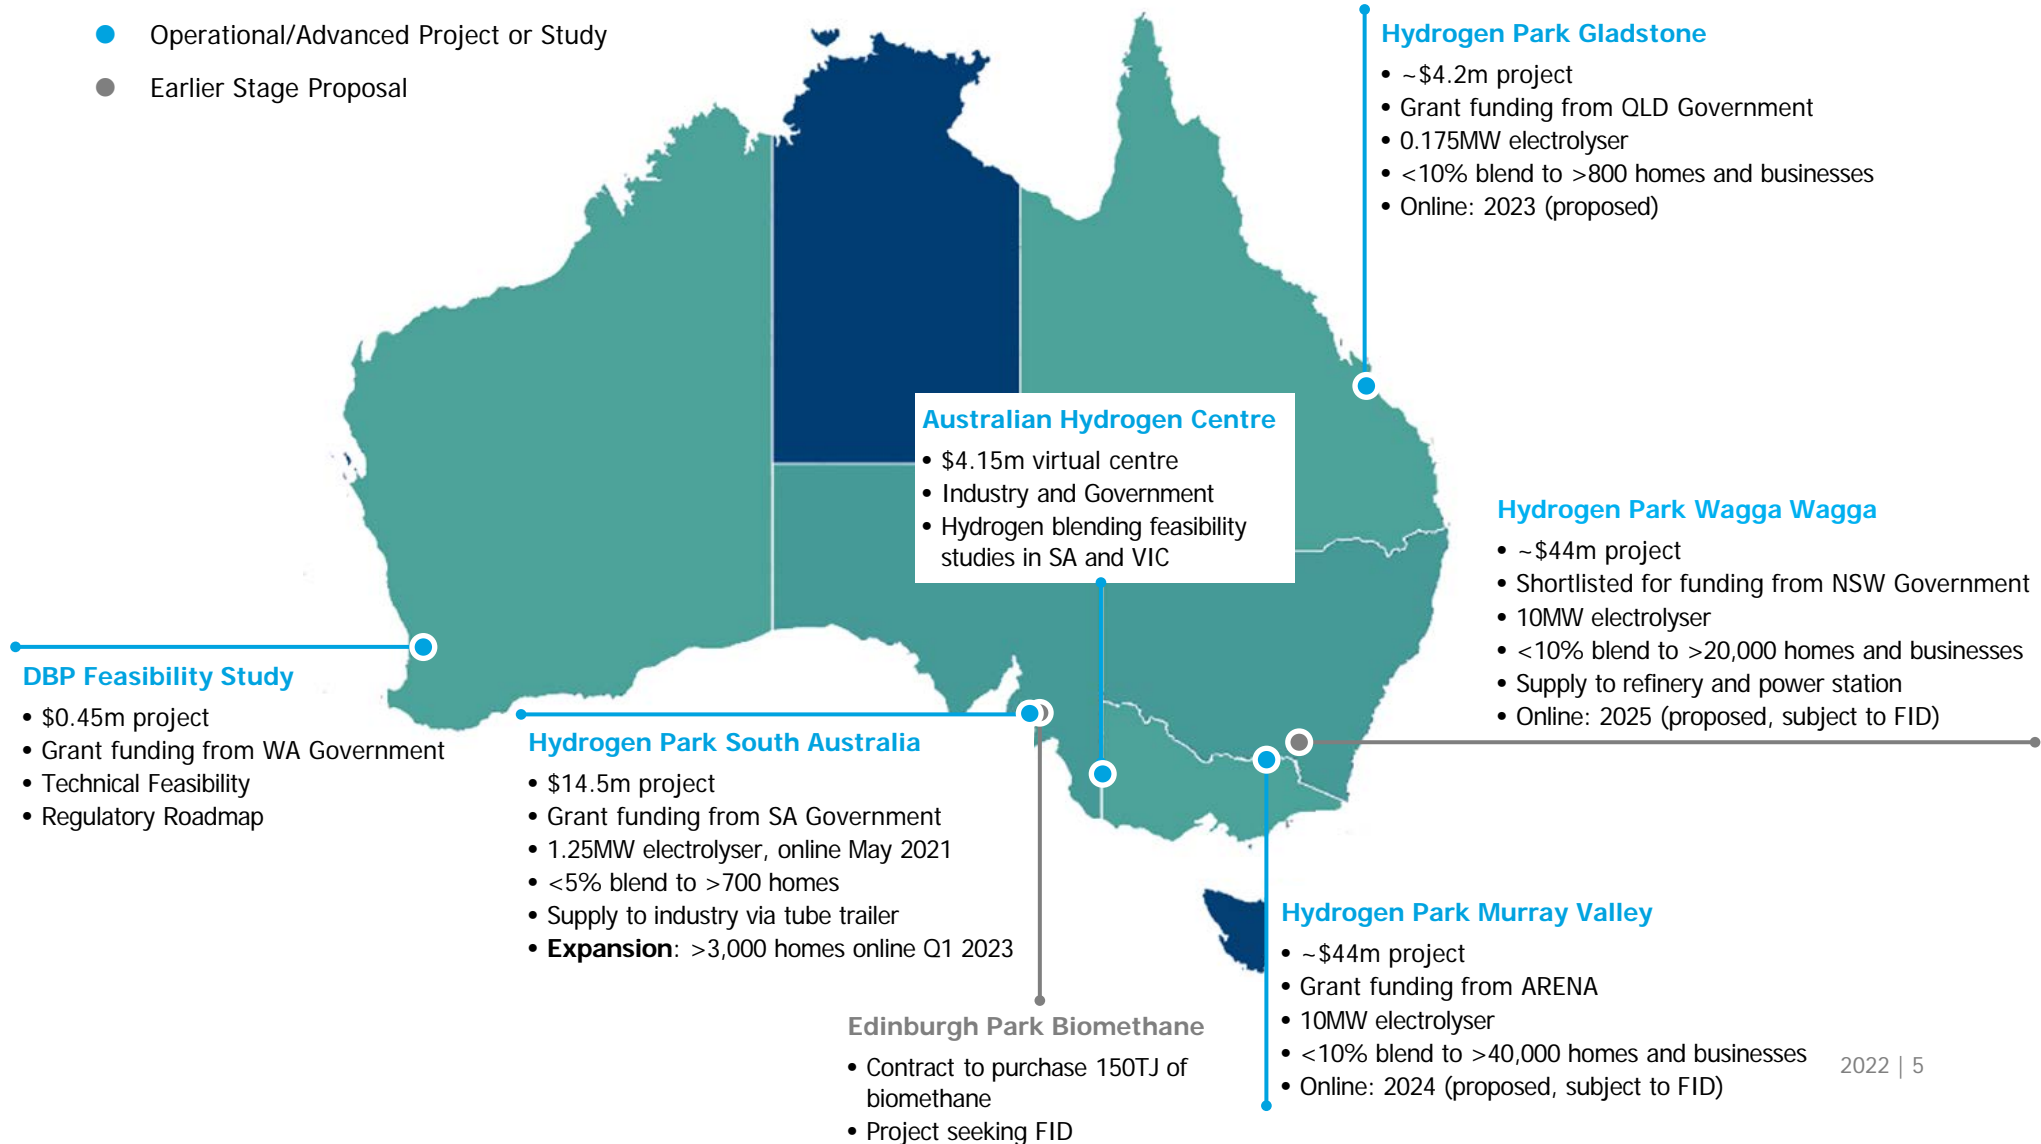 Operational/Advanced Project or Study
Earlier Stage Proposal
Hydrogen Park Gladstone
• ~$4.2m project
• Grant funding from QLD Government
• 0.175MW electrolyser
• <10% blend to >800 homes and businesses
• Online: 2023 (proposed)
Australian Hydrogen Centre
• $4.15m virtual centre
• Industry and Government
• Hydrogen blending feasibility
studies in SA and VIC
Hydrogen Park Wagga Wagga
• ~$44m project
• Shortlisted for funding from NSW Government
• 10MW electrolyser
• <10% blend to >20,000 homes and businesses
• Supply to refinery and power station
• Online: 2025 (proposed, subject to FID)
DBP Feasibility Study
• $0.45m project
• Grant funding from WA Government
• Technical Feasibility
• Regulatory Roadmap
Hydrogen Park South Australia
• $14.5m project
• Grant funding from SA Government
• 1.25MW electrolyser, online May 2021
• <5% blend to >700 homes
• Supply to industry via tube trailer
• Expansion: >3,000 homes online Q1 2023
Edinburgh Park Biomethane
• Contract to purchase 150TJ of
biomethane
• Project seeking FID
Hydrogen Park Murray Valley
• ~$44m project
• Grant funding from ARENA
• 10MW electrolyser
• <10% blend to >40,000 homes and businesses
• Online: 2024 (proposed, subject to FID)
2022 | 5